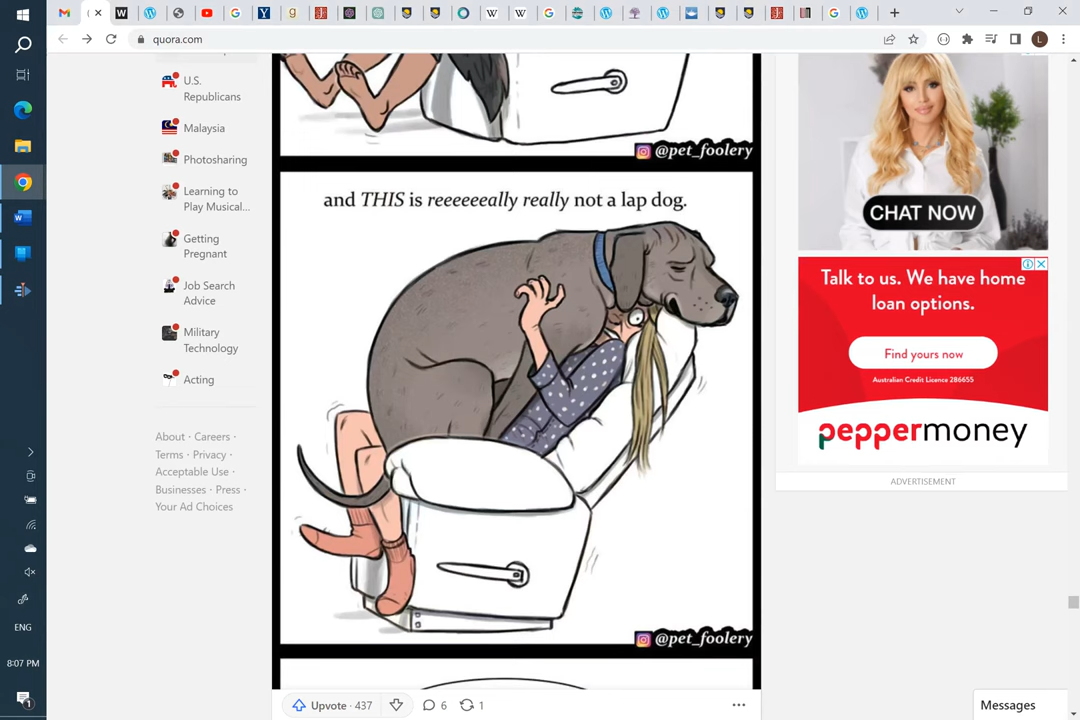 quora.com
L
U.S.
Republicans
Malaysia
Photosharing
Learning to
Play Musical...
Getting
Pregnant
Job Search
Advice
Military
Technology
Acting
About · Careers ·
Terms · Privacy ·
Acceptable Use ·
Businesses · Press ·
Your Ad Choices
@pet_foolery
and THIS is reeeeeeally really not a lap dog.
@pet_foolery
Upvote · 437
6
1
CHAT NOW
Talk to us. We have home
loan options.
Find yours now
Australian Credit Licence 286655
peppermoney
ADVERTISEMENT
Messages
ENG
8:07 PM
1